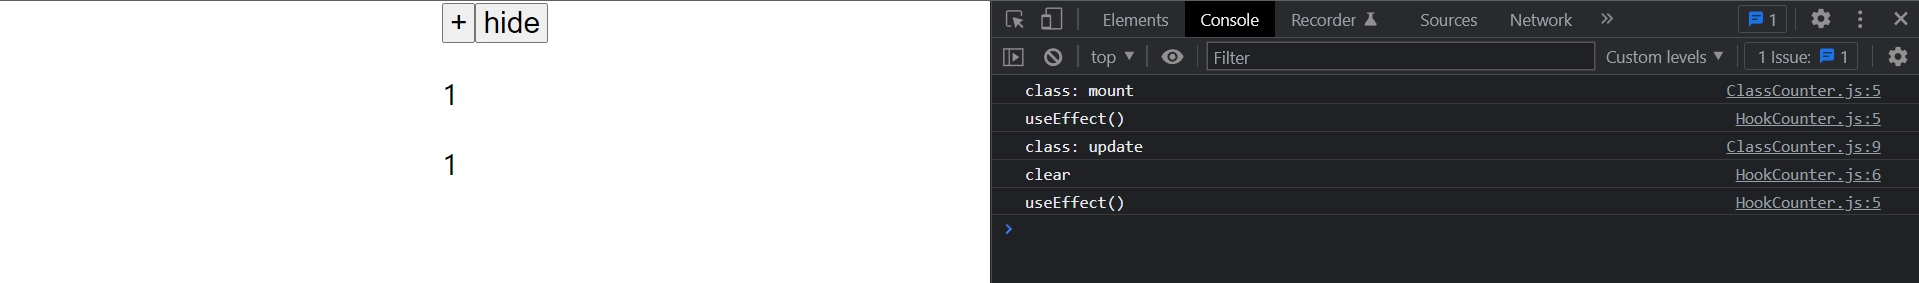 + hide
1
1
Elements Console Recorder Sources Network » 1
top Filter Custom levels 1 Issue: 1
class: mount ClassCounter.js:5
useEffect() HookCounter.js:5
class: update ClassCounter.js:9
clear HookCounter.js:6
useEffect() HookCounter.js:5